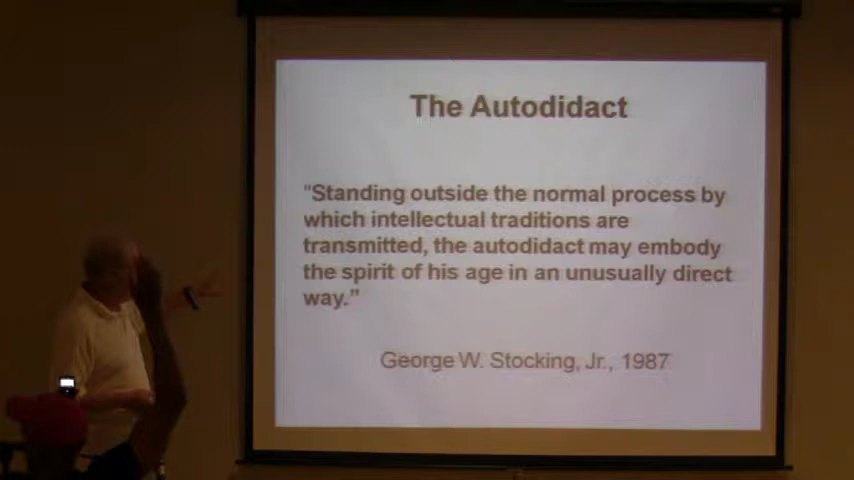 The Autodidact
"Standing outside the normal process by
which intellectual traditions are
transmitted, the autodidact may embody
the spirit of his age in an unusually direct
way."
George W. Stocking, Jr., 1987